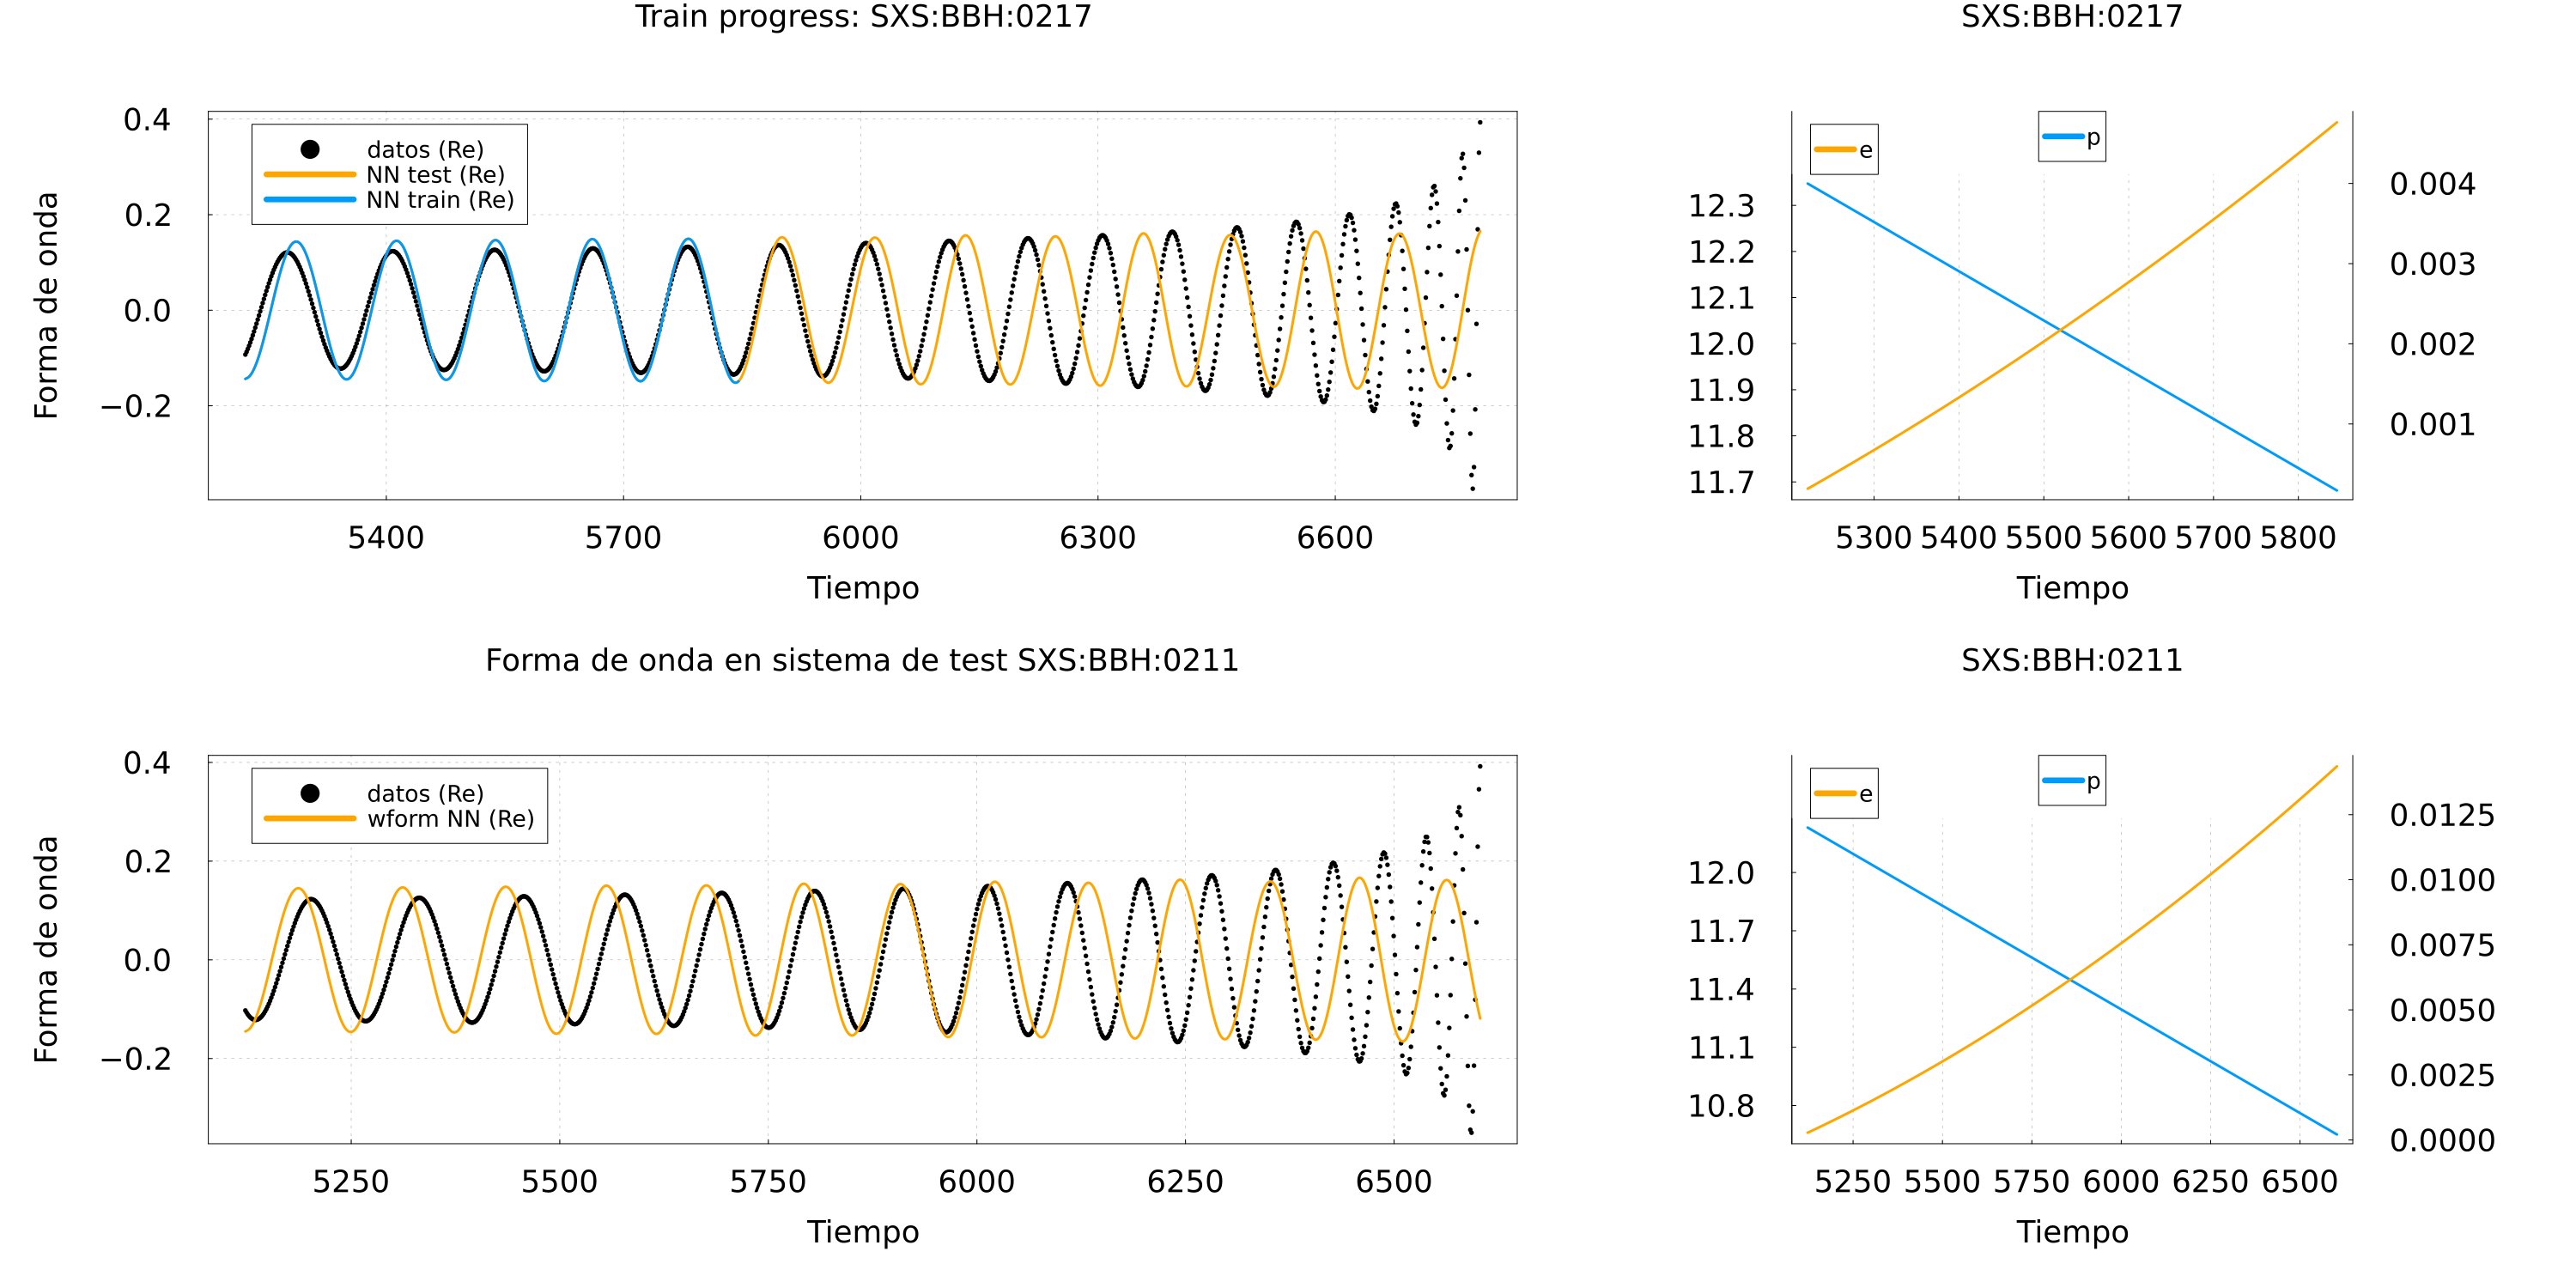 Train progress: SXS:BBH:0217
0.4
0.2
0.0
−0.2
Forma de onda
datos (Re)
NN test (Re)
NN train (Re)
5400 5700 6000 6300 6600
Tiempo
SXS:BBH:0217
e
p
12.3
12.2
12.1
12.0
11.9
11.8
11.7
0.004
0.003
0.002
0.001
5300 5400 5500 5600 5700 5800
Tiempo
Forma de onda en sistema de test SXS:BBH:0211
0.4
0.2
0.0
−0.2
Forma de onda
datos (Re)
wform NN (Re)
5250 5500 5750 6000 6250 6500
Tiempo
SXS:BBH:0211
e
p
12.0
11.7
11.4
11.1
10.8
0.0125
0.0100
0.0075
0.0050
0.0025
0.0000
5250 5500 5750 6000 6250 6500
Tiempo